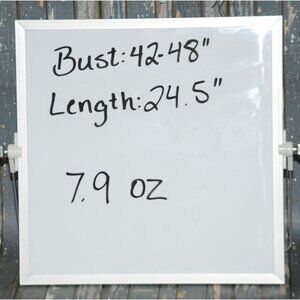 Bust: 42-48"
Length: 24.5"
7.9 oz